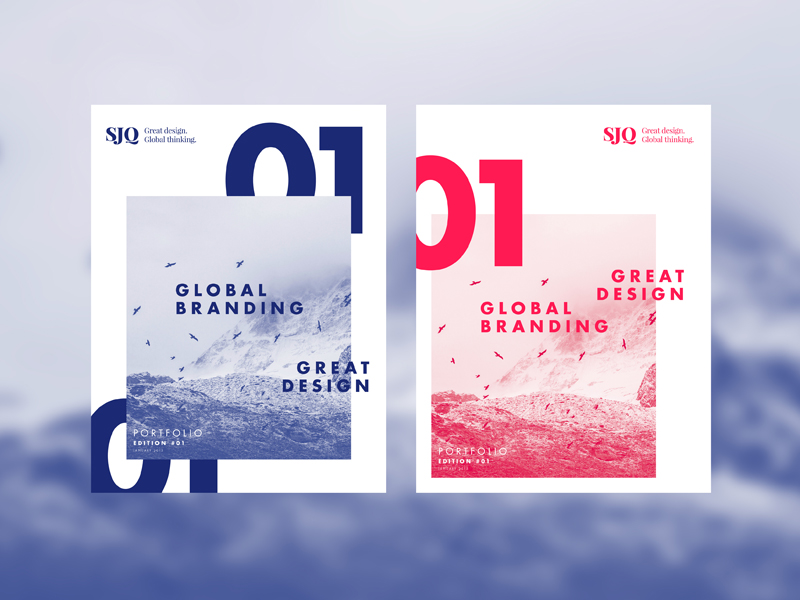 SJQ Great design.
Global thinking.
01
GLOBAL
BRANDING
GREAT
DESIGN
PORTFOLIO
EDITION #01
01
SJQ Great design.
Global thinking.
01
GREAT
DESIGN
GLOBAL
BRANDING
PORTFOLIO
EDITION #01